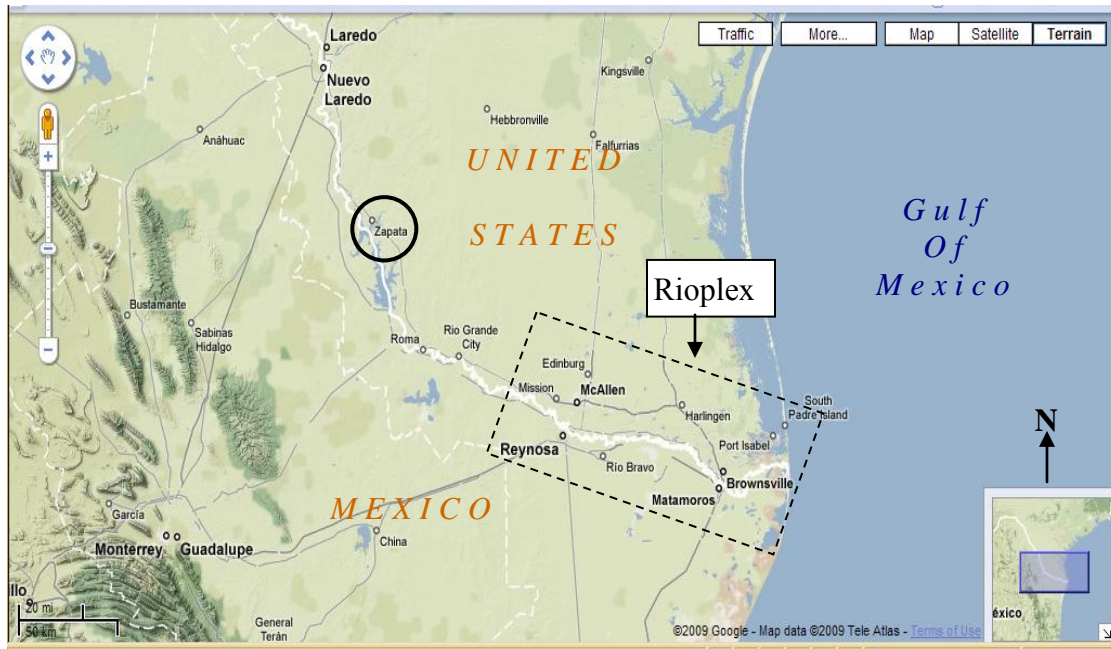 Traffic
More...
Map
Satellite
Terrain
Laredo
Nuevo
Laredo
Kingsville
Hebbronville
Anáhuac
Falfurrias
UNITED
STATES
Gulf
Of
Mexico
Zapata
Rioplex
Bustamante
Sabinas
Hidalgo
Roma
Rio Grande
City
Edinburg
Mission
McAllen
Harlingen
South
Padre Island
Port Isabel
N
Reynosa
Río Bravo
Brownsville
Matamoros
MEXICO
García
Monterrey
Guadalupe
China
llo
20 mi
50 km
General
Terán
éxico
©2009 Google - Map data ©2009 Tele Atlas - Terms of Use